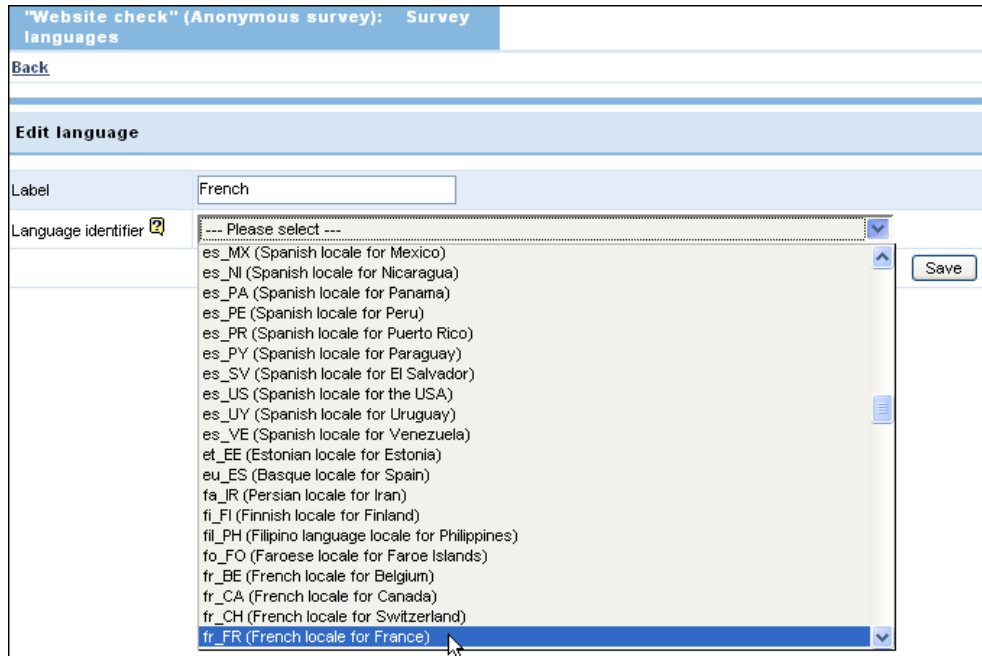 "Website check" (Anonymous survey): Survey
languages
Back
Edit language
Label French
Language identifier --- Please select ---
es_MX (Spanish locale for Mexico)
es_NI (Spanish locale for Nicaragua)
es_PA (Spanish locale for Panama)
es_PE (Spanish locale for Peru)
es_PR (Spanish locale for Puerto Rico)
es_PY (Spanish locale for Paraguay)
es_SV (Spanish locale for El Salvador)
es_US (Spanish locale for the USA)
es_UY (Spanish locale for Uruguay)
es_VE (Spanish locale for Venezuela)
et_EE (Estonian locale for Estonia)
eu_ES (Basque locale for Spain)
fa_IR (Persian locale for Iran)
fi_FI (Finnish locale for Finland)
fil_PH (Filipino language locale for Philippines)
fo_FO (Faroese locale for Faroe Islands)
fr_BE (French locale for Belgium)
fr_CA (French locale for Canada)
fr_CH (French locale for Switzerland)
fr_FR (French locale for France)
Save